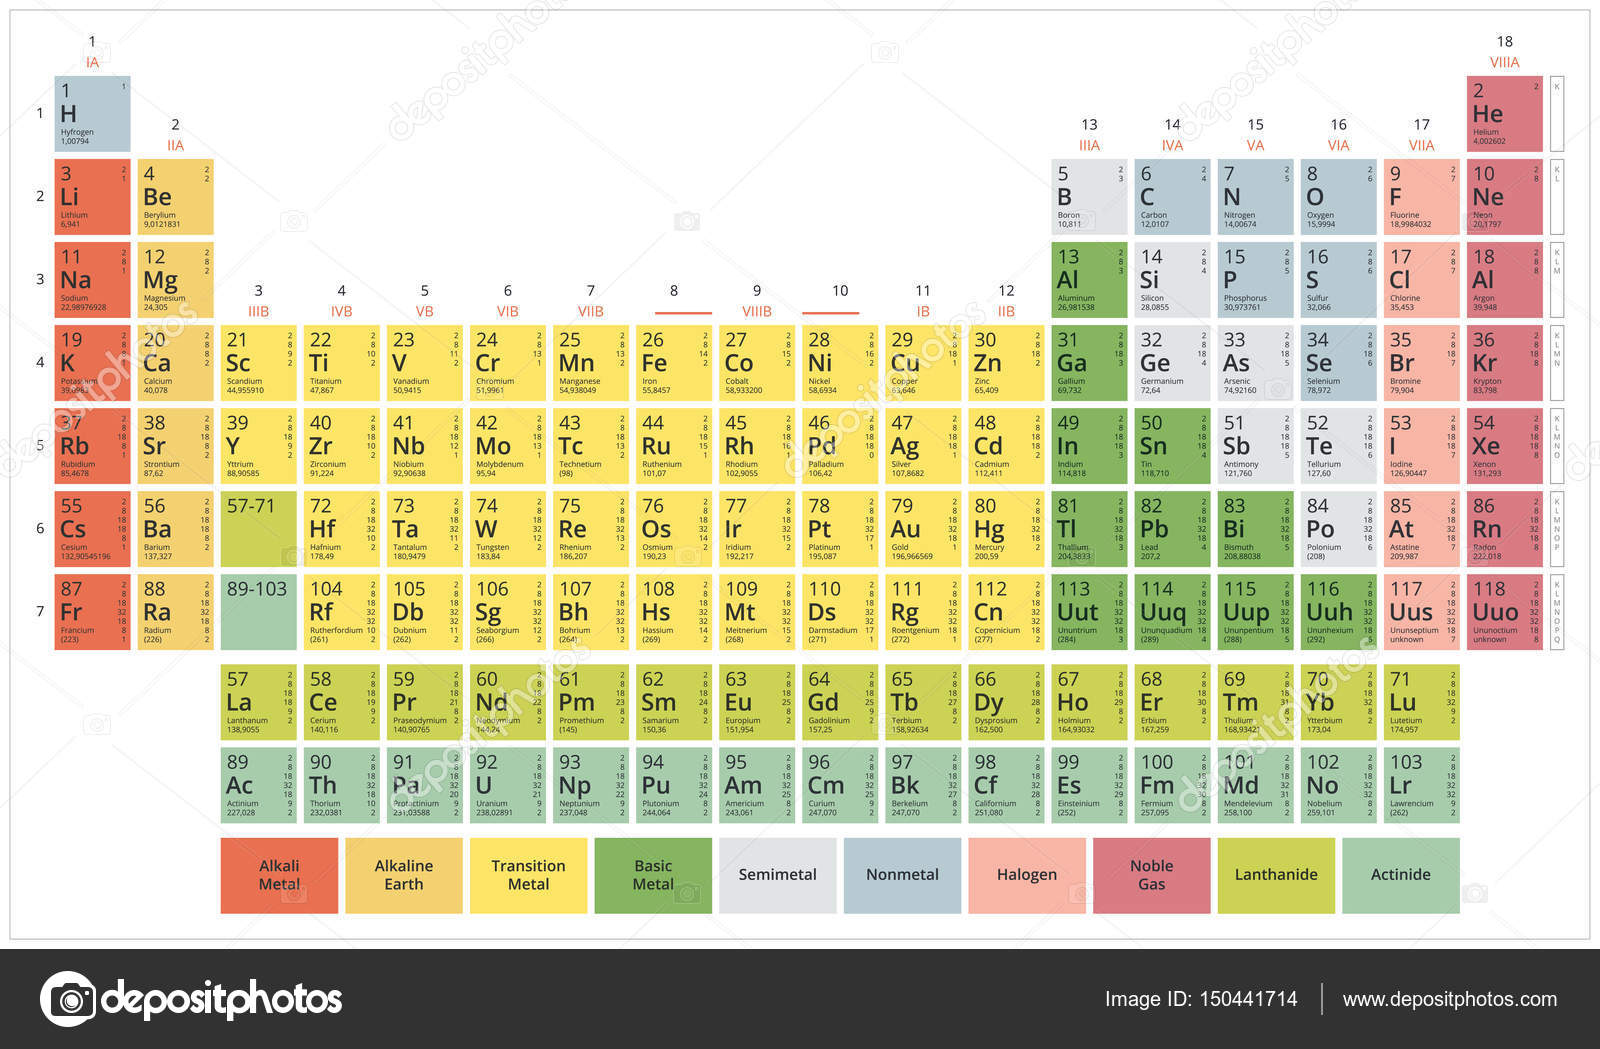 1 18
IA VIIIA
1 1 2 2 K
1 H He
Hyfrogen Helium
1,00794 4,002602
2 13 14 15 16 17
IIA IIIA IVA VA VIA VIIA
3 4 5 6 7 8 9 10
2 Li Be B C N O F Ne
Lithium Berylium Boron Carbon Nitrogen Oxygen Fluorine Neon
6,941 9,0121831 10,811 12,0107 14,00674 15,9994 18,9984032 20,1797
11 12 13 14 15 16 17 18
3 Na Mg Al Si P S Cl Al
Sodium Magnesium Aluminum Silicon Phosphorus Sulfur Chlorine Argon
22,98976928 24,305 26,981538 28,0855 30,973761 32,066 35,453 39,948
3 4 5 6 7 8 9 10 11 12
IIIB IVB VB VIB VIIB VIIIB IB IIB
19 20 21 22 23 24 25 26 27 28 29 30 31 32 33 34 35 36
4 K Ca Sc Ti V Cr Mn Fe Co Ni Cu Zn Ga Ge As Se Br Kr
Potassium Calcium Scandium Titanium Vanadium Chromium Manganese Iron Cobalt Nickel Copper Zinc Gallium Germanium Arsenic Selenium Bromine Krypton
40,078 44,955910 47,867 50,9415 51,9961 54,938049 55,8457 58,933200 58,6934 63,646 65,409 69,732 72,64 74,92160 78,972 79,904 83,798
37 38 39 40 41 42 43 44 45 46 47 48 49 50 51 52 53 54
5 Rb Sr Y Zr Nb Mo Tc Ru Rh Pd Ag Cd In Sn Sb Te I Xe
Rubidium Strontium Yttrium Zirconium Niobium Molybdenum Technetium Ruthenium Rhodium Palladium Silver Cadmium Indium Tin Antimony Tellurium Iodine Xenon
85,4678 87,62 88,90585 91,224 92,90638 95,94 (98) 101,07 102,9055 106,42 107,8682 112,411 114,818 118,710 121,760 127,60 126,90447 131,293
55 56 57-71 72 73 74 75 76 77 78 79 80 81 82 83 84 85 86
6 Cs Ba Hf Ta W Re Os Ir Pt Au Hg Tl Pb Bi Po At Rn
Cesium Barium Hafnium Tantalum Tungsten Rhenium Osmium Iridium Platinum Gold Mercury Thallium Lead Bismuth Polonium Astatine Radon
132,90545196 137,327 178,49 180,9479 183,84 186,207 190,23 192,217 195,087 196,966569 200,59 204,3833 207,2 208,88038 (208) 209,987 222,018
87 88 89-103 104 105 106 107 108 109 110 111 112 113 114 115 116 117 118
7 Fr Ra Rf Db Sg Bh Hs Mt Ds Rg Cn Uut Uuq Uup Uuh Uus Uuo
Francium Radium Rutherfordium Dubnium Seaborgium Bohrium Hassium Meitnerium Darmstadium Roentgenium Copernicium Ununtrium Ununquadium Ununpentium Ununhexium Ununseptium Ununoctium
(223) (226) (261) (262) (266) (264) (269) (268) (271) (272) (277) (284) (289) (288) (292) unknown unknown
57 58 59 60 61 62 63 64 65 66 67 68 69 70 71
La Ce Pr Nd Pm Sm Eu Gd Tb Dy Ho Er Tm Yb Lu
Lanthanum Cerium Praseodymium Neodymium Promethium Samarium Europium Gadolinium Terbium Dysprosium Holmium Erbium Thulium Ytterbium Lutetium
138,9055 140,116 140,90765 144,24 (145) 150,36 151,954 157,25 158,92634 162,500 164,93032 167,259 168,93421 173,04 174,957
89 90 91 92 93 94 95 96 97 98 99 100 101 102 103
Ac Th Pa U Np Pu Am Cm Bk Cf Es Fm Md No Lr
Actinium Thorium Protactinium Uranium Neptunium Plutonium Americium Curium Berkelium Californium Einsteinium Fermium Mendelevium Nobelium Lawrencium
227,028 232,0381 231,03588 238,02891 237,048 244,064 243,061 247,070 247,070 251,080 (252) 257,095 258,100 259,101 (262)
Alkali Metal
Alkaline Earth
Transition Metal
Basic Metal
Semimetal
Nonmetal
Halogen
Noble Gas
Lanthanide
Actinide
depositphotos
Image ID: 150441714
www.depositphotos.com